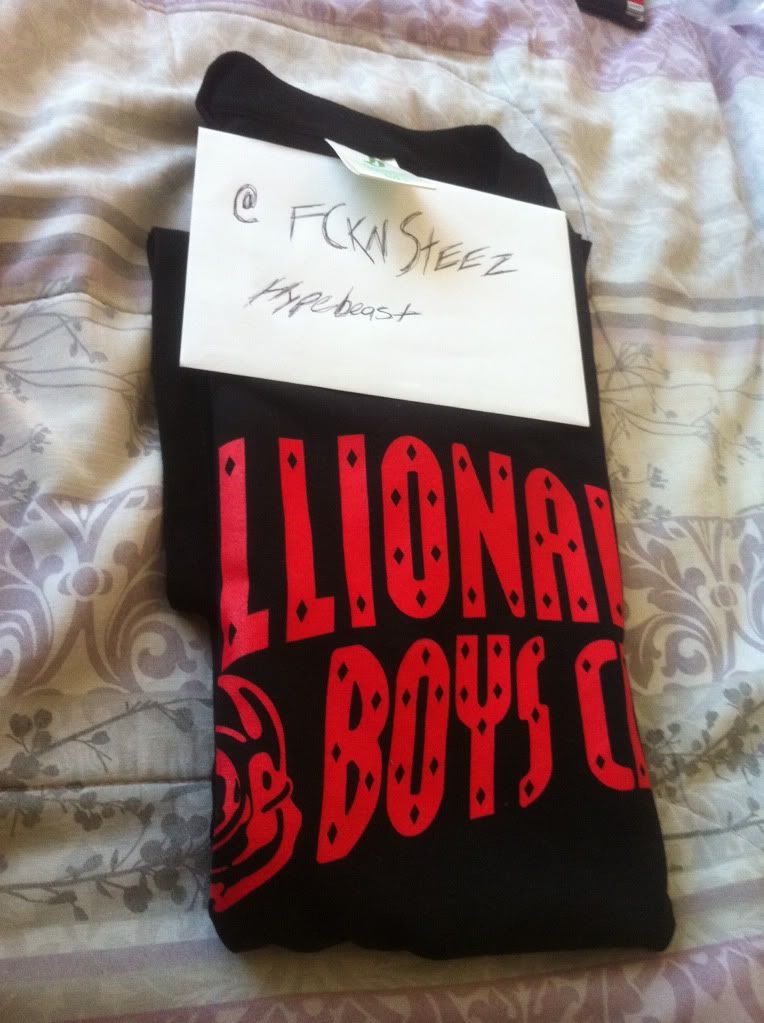 @ FCKN STEEZ
Hypebeast
LLIONAI
BOYS C